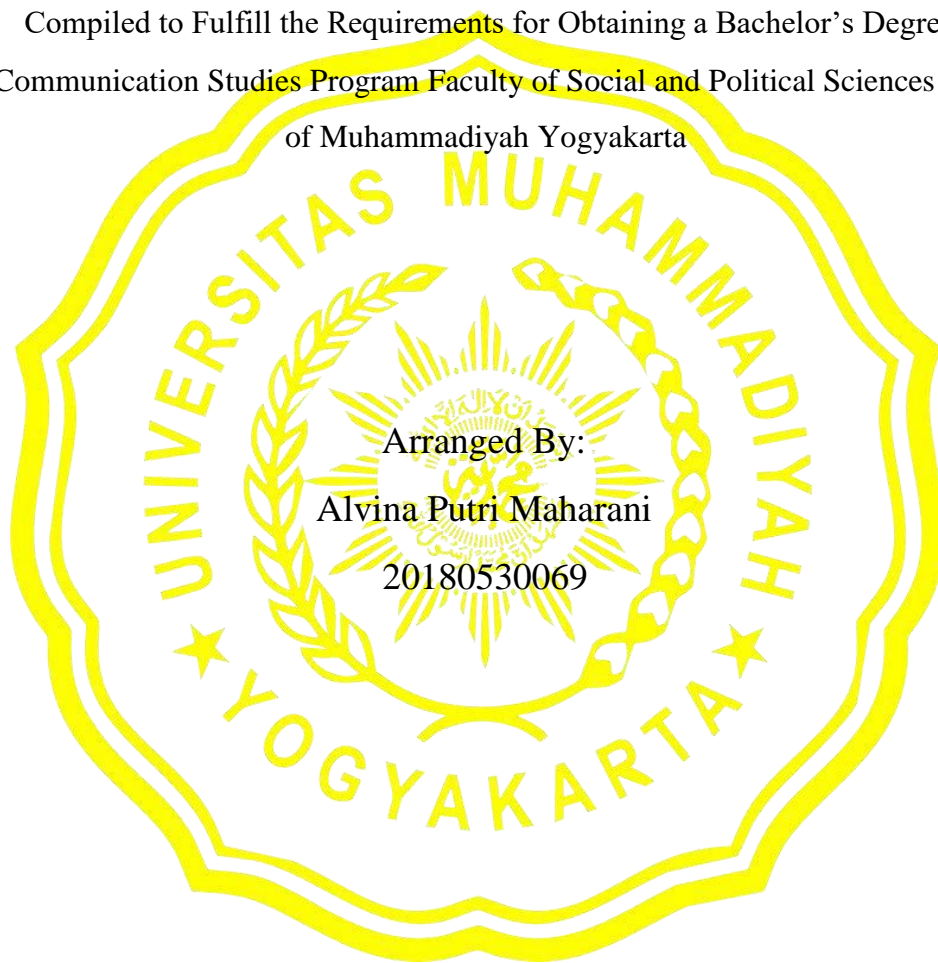 Compiled to Fulfill the Requirements for Obtaining a Bachelor’s Degre
Communication Studies Program Faculty of Social and Political Sciences
of Muhammadiyah Yogyakarta
UNIVERSITAS MUHAMMADIYAH
Arranged By:
Alvina Putri Maharani
20180530069
★ YOGYAKARTA ★